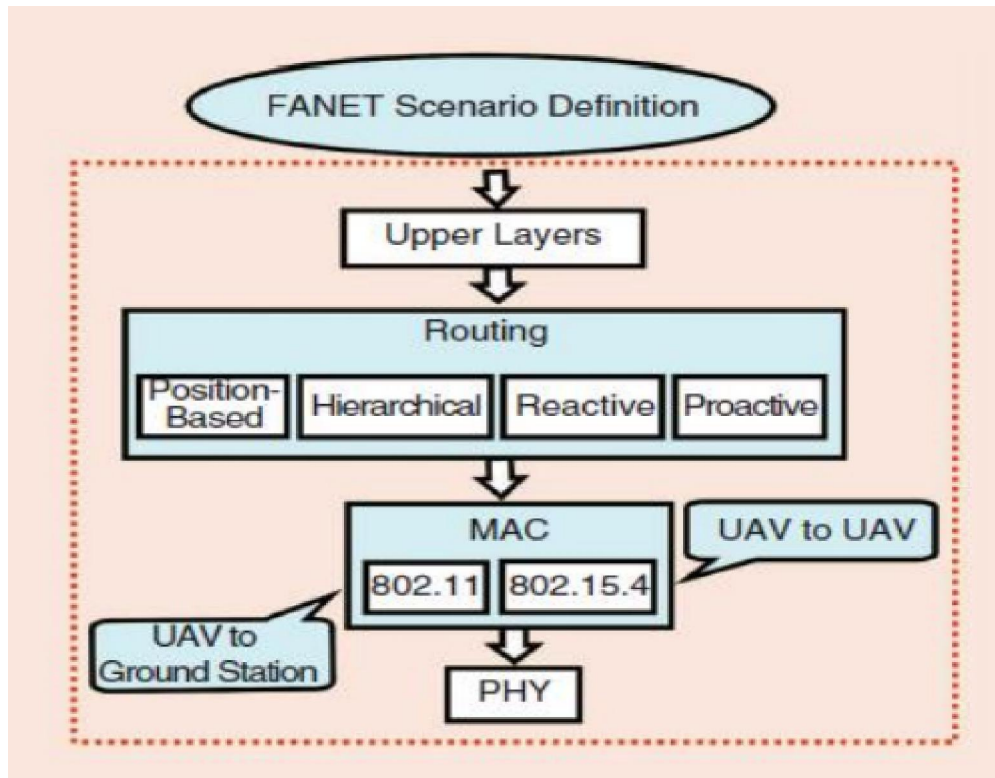 FANET Scenario Definition
Upper Layers
Routing
Position-
Based
Hierarchical
Reactive
Proactive
MAC
802.11
802.15.4
UAV to UAV
UAV to
Ground Station
PHY